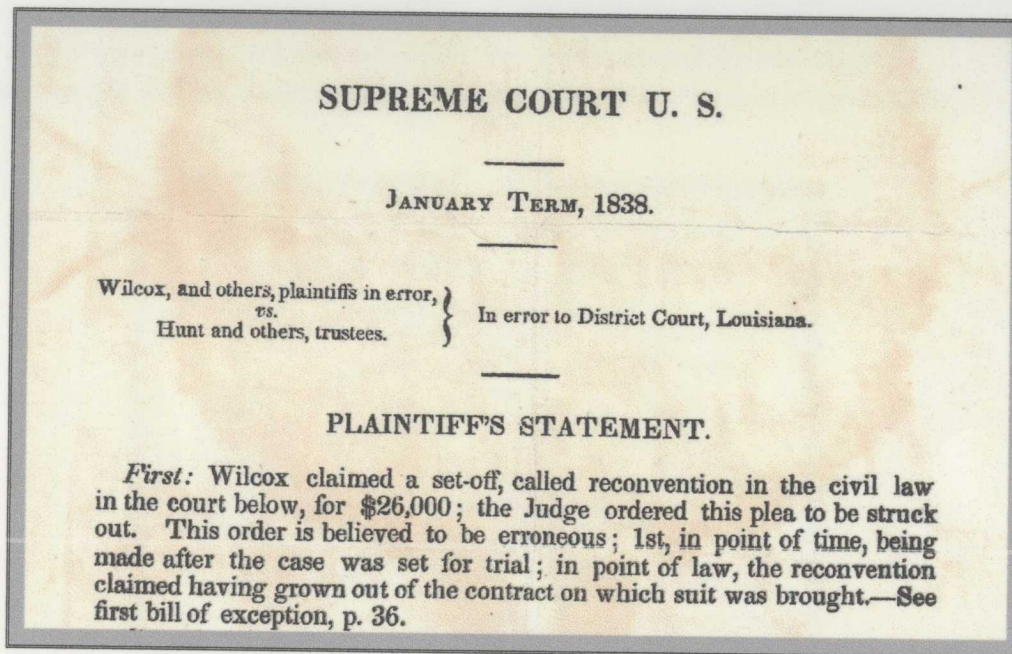 SUPREME COURT U. S.
JANUARY TERM, 1838.
Wilcox, and others, plaintiffs in error,
vs.
Hunt and others, trustees.
} In error to District Court, Louisiana.
PLAINTIFF'S STATEMENT.
First: Wilcox claimed a set-off, called reconvention in the civil law
in the court below, for $26,000; the Judge ordered this plea to be struck
out. This order is believed to be erroneous; 1st, in point of time, being
made after the case was set for trial; in point of law, the reconvention
claimed having grown out of the contract on which suit was brought.—See
first bill of exception, p. 36.